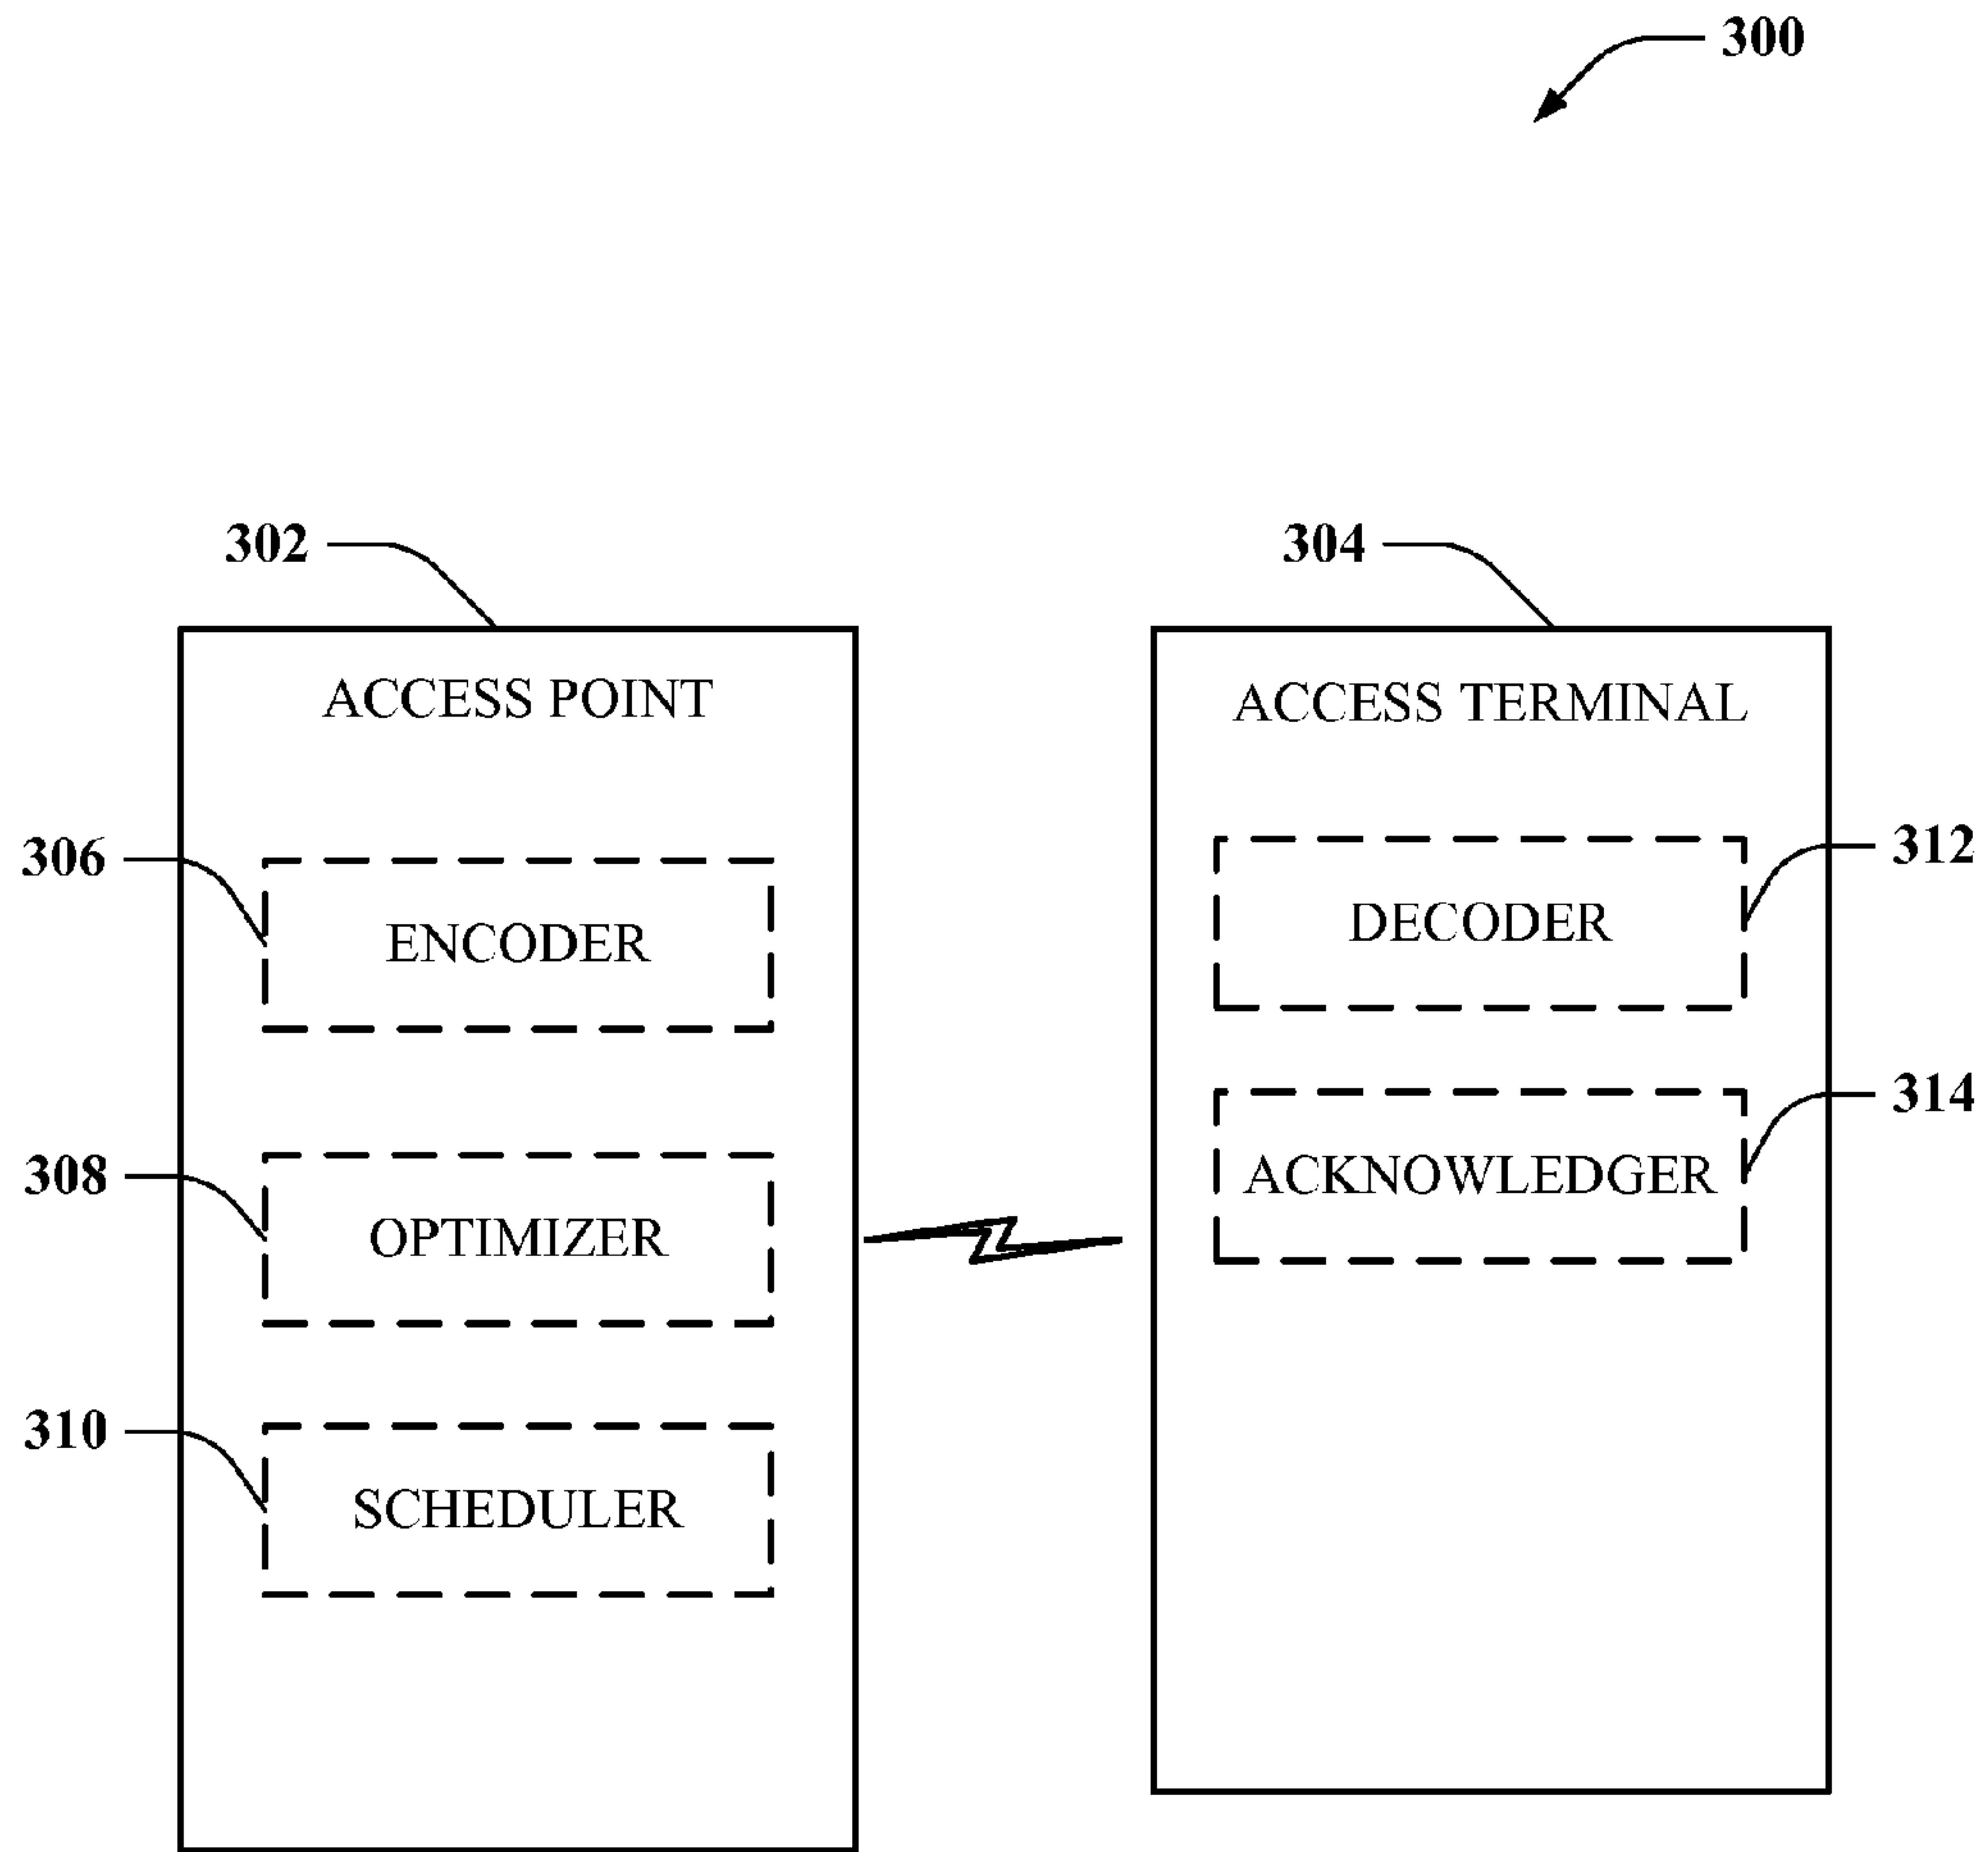 300
302
304
ACCESS POINT
ACCESS TERMINAL
306
ENCODER
DECODER
312
308
OPTIMIZER
ACKNOWLEDGER
314
310
SCHEDULER